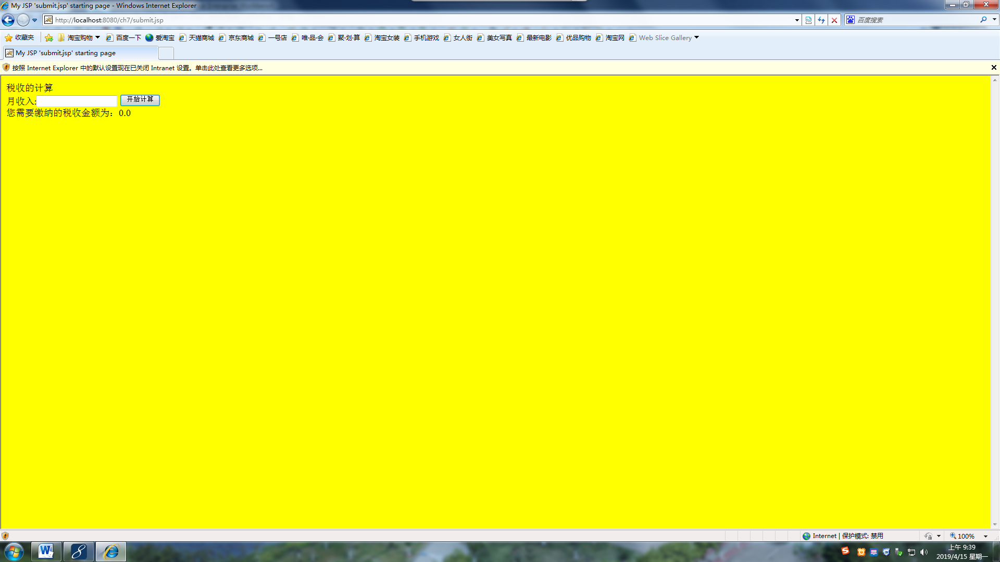 My JSP 'submit.jsp' starting page - Windows Internet Explorer
http://localhost:8080/ch7/submit.jsp
百度搜索
收藏夹 淘宝购物 百度一下 爱淘宝 天猫商城 京东商城 一号店 唯·品·会 聚·划·算 淘宝女装 手机游戏 女人街 美女写真 最新电影 优品购物 淘宝网 Web Slice Gallery
My JSP 'submit.jsp' starting page
按照 Internet Explorer 中的默认设置现在已关闭 Intranet 设置。单击此处查看更多选项...
税收的计算
月收入: 开始计算
您需要缴纳的税收金额为：0.0
Internet | 保护模式: 禁用 100%
上午 9:39
2019/4/15 星期一